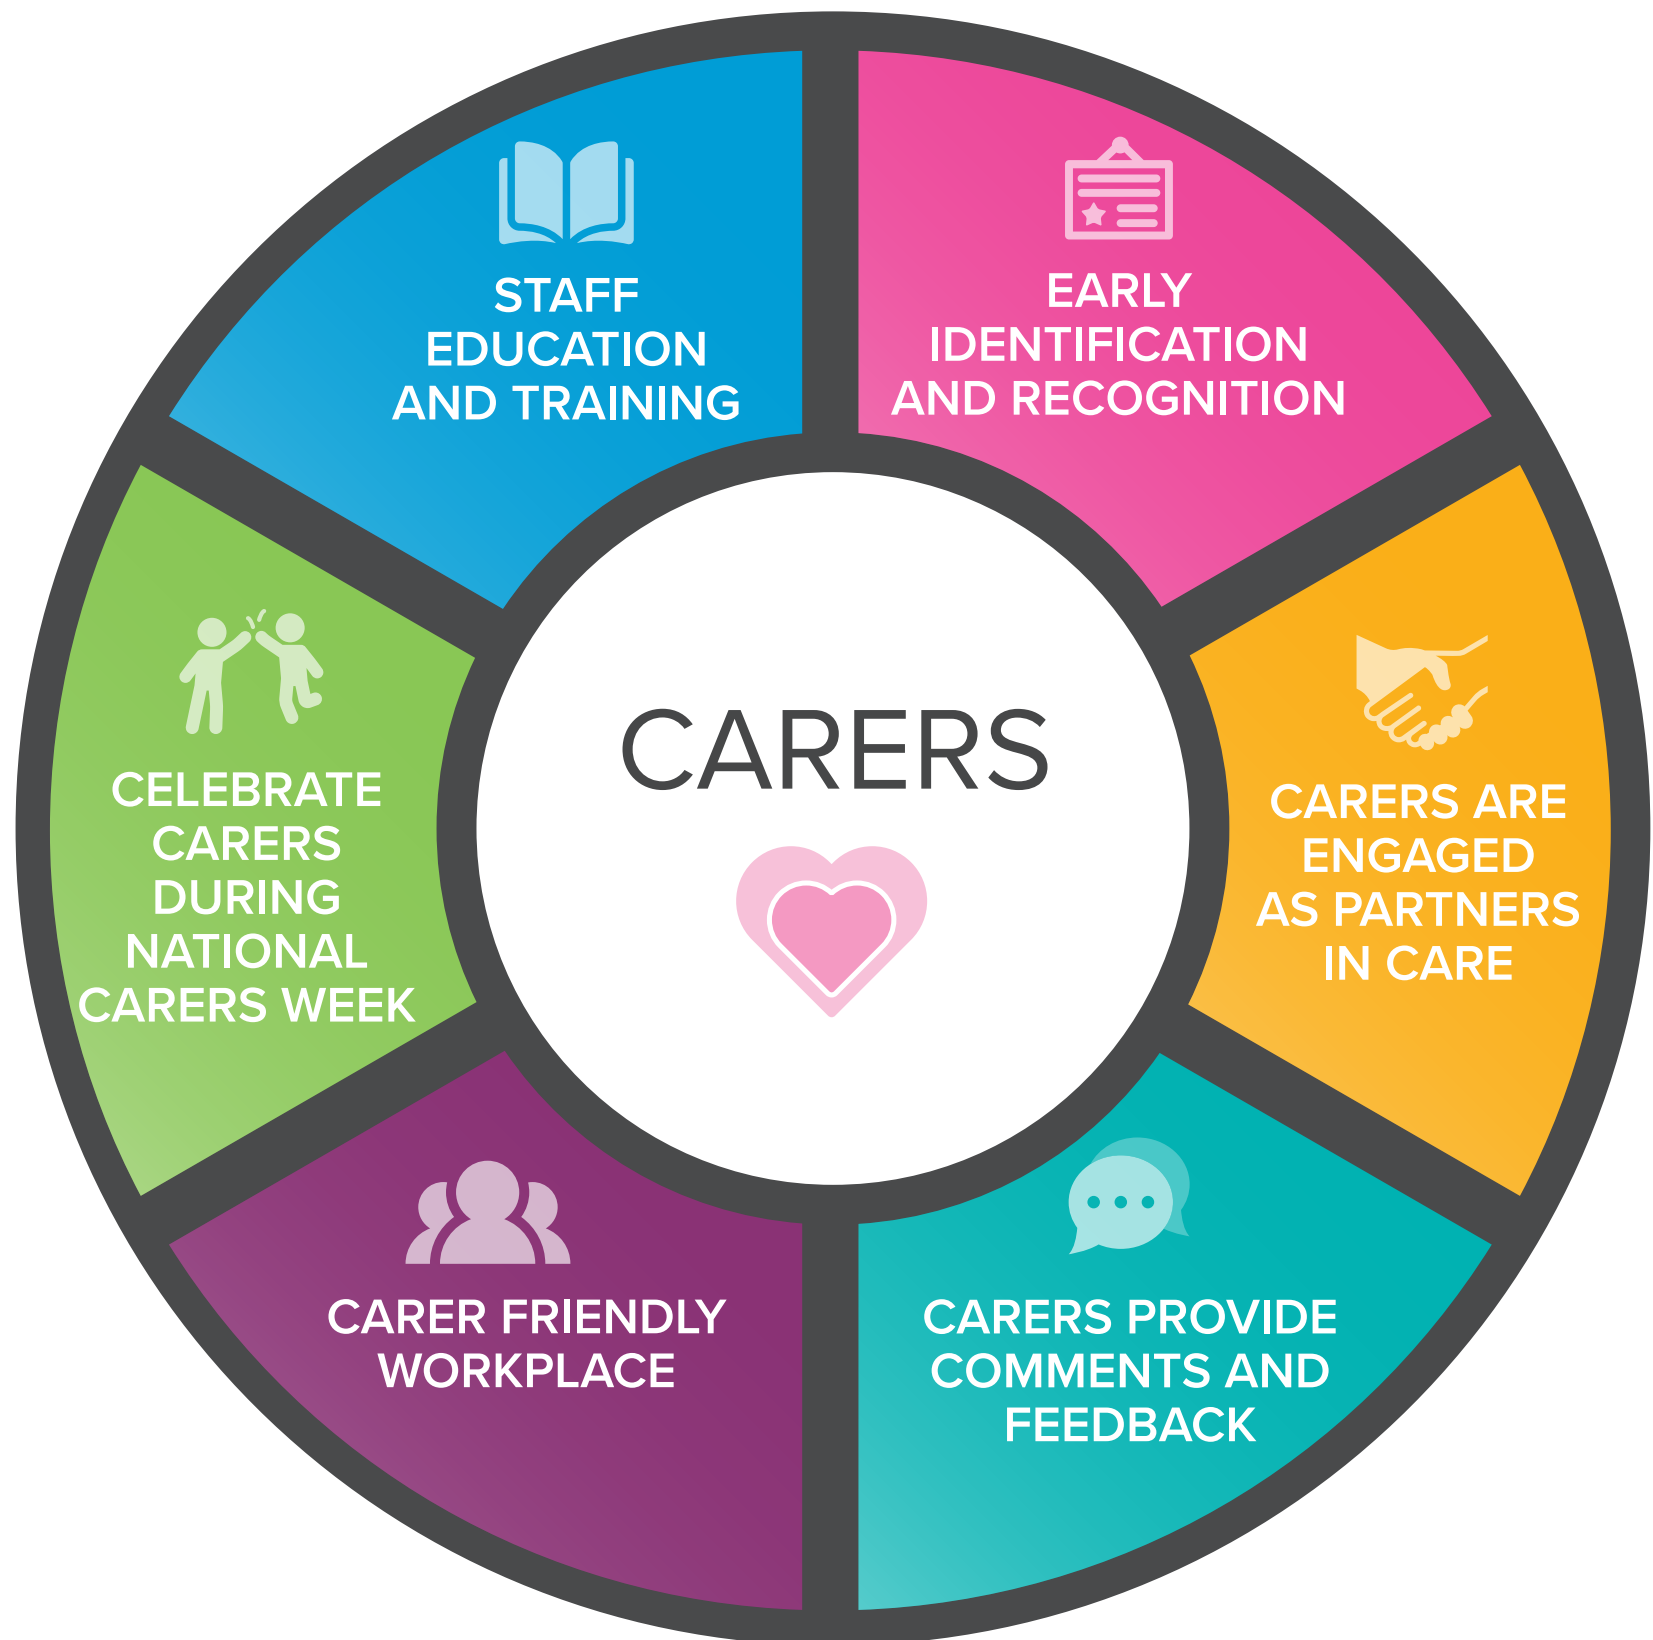 STAFF
EDUCATION
AND TRAINING
EARLY
IDENTIFICATION
AND RECOGNITION
CARERS ARE
ENGAGED
AS PARTNERS
IN CARE
CARERS PROVIDE
COMMENTS AND
FEEDBACK
CARER FRIENDLY
WORKPLACE
CELEBRATE
CARERS
DURING
NATIONAL
CARERS WEEK
CARERS